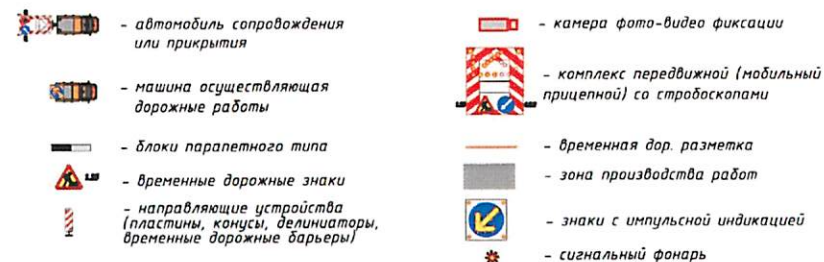 - автомобиль сопровождения
или прикрытия
- машина осуществляющая
дорожные работы
- блоки парапетного типа
- временные дорожные знаки
- направляющие устройства
(пластины, конусы, делиниаторы,
временные дорожные барьеры)
- камера фото-видео фиксации
- комплекс передвижной (мобильный
прицепной) со стробоскопами
- временная дор. разметка
- зона производства работ
- знаки с импульсной индикацией
- сигнальный фонарь